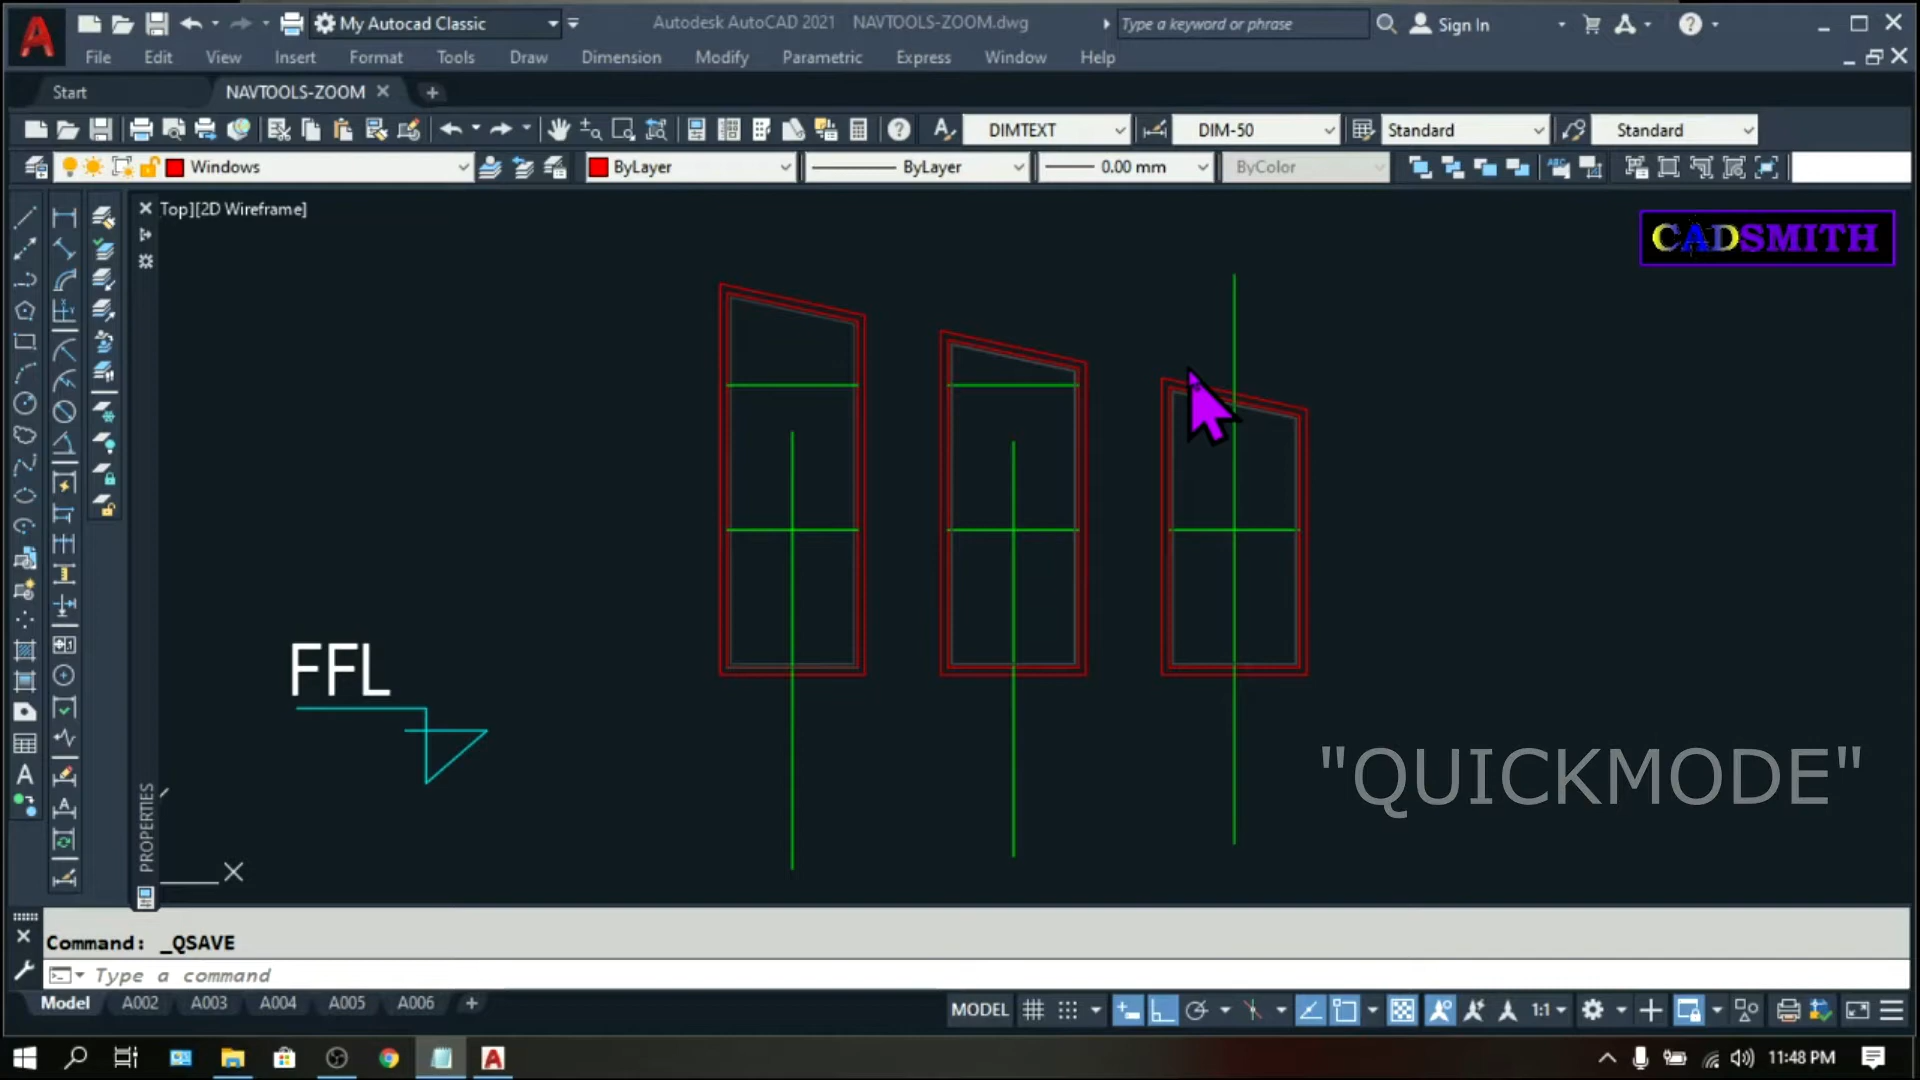 My Autocad Classic
Autodesk AutoCAD 2021 NAVTOOLS-ZOOM.dwg
Type a keyword or phrase
Sign In
File Edit View Insert Format Tools Draw Dimension Modify Parametric Express Window Help
Start NAVTOOLS-ZOOM
DIMTEXT DIM-50 Standard Standard
Windows ByLayer ByLayer 0.00 mm ByColor
Top][2D Wireframe]
CADSMITH
FFL
"QUICKMODE"
PROPERTIES
Command: _QSAVE
Type a command
Model A002 A003 A004 A005 A006
MODEL 1:1
11:48 PM